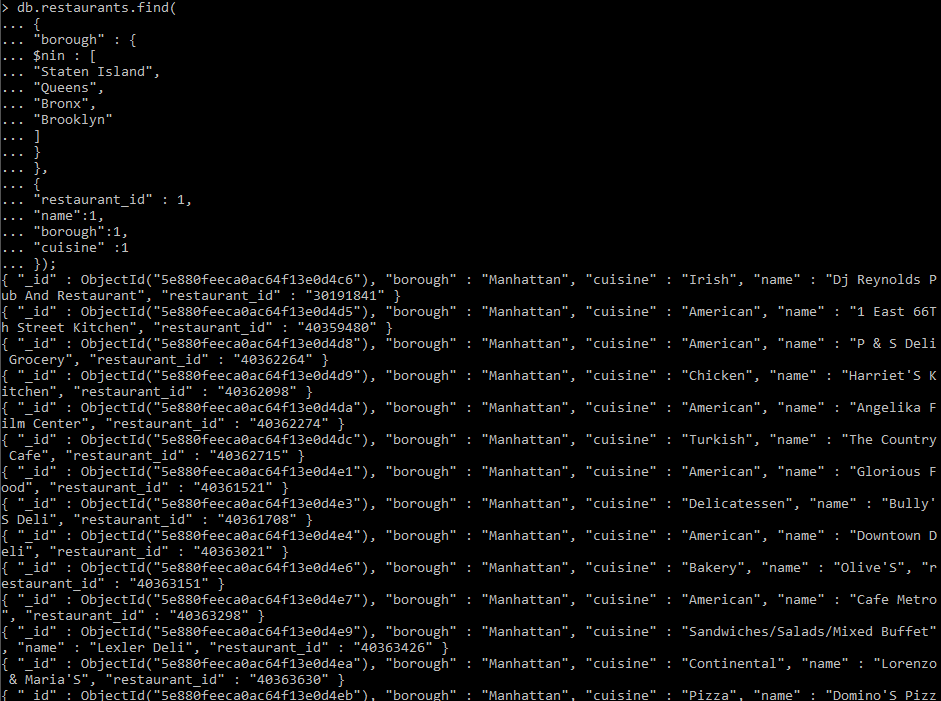 > db.restaurants.find(
... {
... "borough" : {
... $nin : [
... "Staten Island",
... "Queens",
... "Bronx",
... "Brooklyn"
... ]
... }
... },
... {
... "restaurant_id" : 1,
... "name":1,
... "borough":1,
... "cuisine" :1
... });
{ "_id" : ObjectId("5e880feeca0ac64f13e0d4c6"), "borough" : "Manhattan", "cuisine" : "Irish", "name" : "Dj Reynolds P
ub And Restaurant", "restaurant_id" : "30191841" }
{ "_id" : ObjectId("5e880feeca0ac64f13e0d4d5"), "borough" : "Manhattan", "cuisine" : "American", "name" : "1 East 66T
h Street Kitchen", "restaurant_id" : "40359480" }
{ "_id" : ObjectId("5e880feeca0ac64f13e0d4d8"), "borough" : "Manhattan", "cuisine" : "American", "name" : "P & S Deli
 Grocery", "restaurant_id" : "40362264" }
{ "_id" : ObjectId("5e880feeca0ac64f13e0d4d9"), "borough" : "Manhattan", "cuisine" : "Chicken", "name" : "Harriet'S K
itchen", "restaurant_id" : "40362098" }
{ "_id" : ObjectId("5e880feeca0ac64f13e0d4da"), "borough" : "Manhattan", "cuisine" : "American", "name" : "Angelika F
ilm Center", "restaurant_id" : "40362274" }
{ "_id" : ObjectId("5e880feeca0ac64f13e0d4dc"), "borough" : "Manhattan", "cuisine" : "Turkish", "name" : "The Country
 Cafe", "restaurant_id" : "40362715" }
{ "_id" : ObjectId("5e880feeca0ac64f13e0d4e1"), "borough" : "Manhattan", "cuisine" : "American", "name" : "Glorious F
ood", "restaurant_id" : "40361521" }
{ "_id" : ObjectId("5e880feeca0ac64f13e0d4e3"), "borough" : "Manhattan", "cuisine" : "Delicatessen", "name" : "Bully'
S Deli", "restaurant_id" : "40361708" }
{ "_id" : ObjectId("5e880feeca0ac64f13e0d4e4"), "borough" : "Manhattan", "cuisine" : "American", "name" : "Downtown D
eli", "restaurant_id" : "40363021" }
{ "_id" : ObjectId("5e880feeca0ac64f13e0d4e6"), "borough" : "Manhattan", "cuisine" : "Bakery", "name" : "Olive'S", "r
estaurant_id" : "40363151" }
{ "_id" : ObjectId("5e880feeca0ac64f13e0d4e7"), "borough" : "Manhattan", "cuisine" : "American", "name" : "Cafe Metro
", "restaurant_id" : "40363298" }
{ "_id" : ObjectId("5e880feeca0ac64f13e0d4e9"), "borough" : "Manhattan", "cuisine" : "Sandwiches/Salads/Mixed Buffet"
, "name" : "Lexler Deli", "restaurant_id" : "40363426" }
{ "_id" : ObjectId("5e880feeca0ac64f13e0d4ea"), "borough" : "Manhattan", "cuisine" : "Continental", "name" : "Lorenzo
 & Maria'S", "restaurant_id" : "40363630" }
{ "_id" : ObjectId("5e880feeca0ac64f13e0d4eb"), "borough" : "Manhattan", "cuisine" : "Pizza", "name" : "Domino'S Pizz